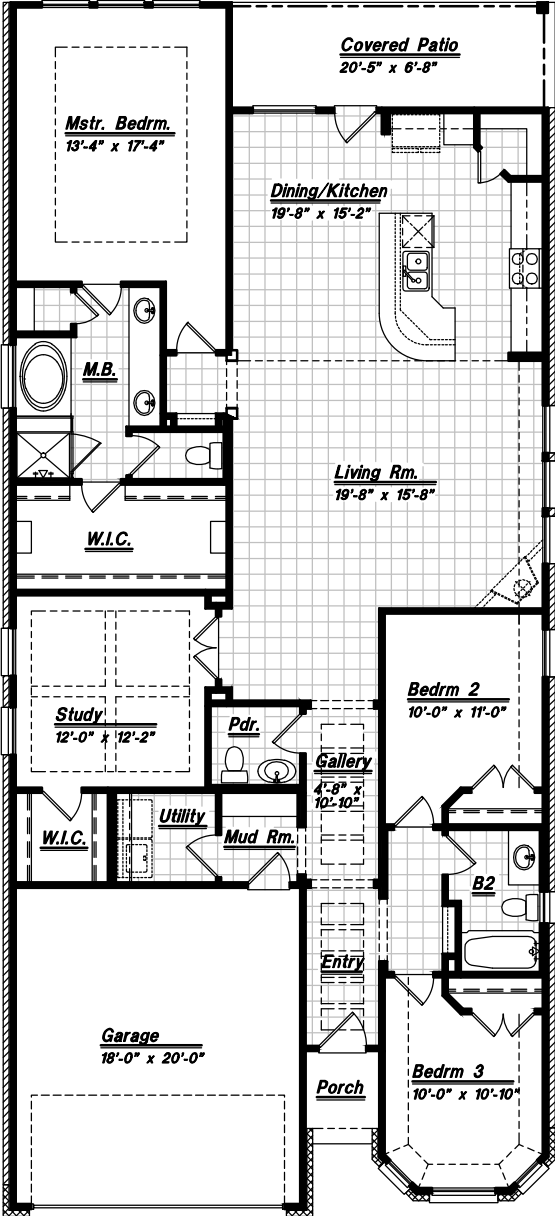 Covered Patio
20'-5" x 6'-8"
Mstr. Bedrm.
13'-4" x 17'-4"
Dining/Kitchen
19'-8" x 15'-2"
M.B.
Living Rm.
19'-8" x 15'-8"
W.I.C.
Bedrm 2
10'-0" x 11'-0"
Study
12'-0" x 12'-2"
Pdr.
Gallery
4'-8" x
10'-10"
Utility
W.I.C.
Mud Rm.
B2
Entry
Garage
18'-0" x 20'-0"
Bedrm 3
10'-0" x 10'-10"
Porch